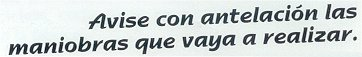 Avise con antelación las
maniobras que vaya a realizar.